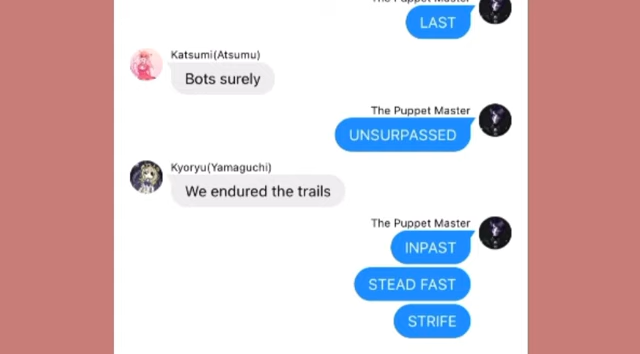 The Puppet Master
LAST
Katsumi(Atsumu)
Bots surely
The Puppet Master
UNSURPASSED
Kyoryu(Yamaguchi)
We endured the trails
The Puppet Master
INPAST
STEAD FAST
STRIFE